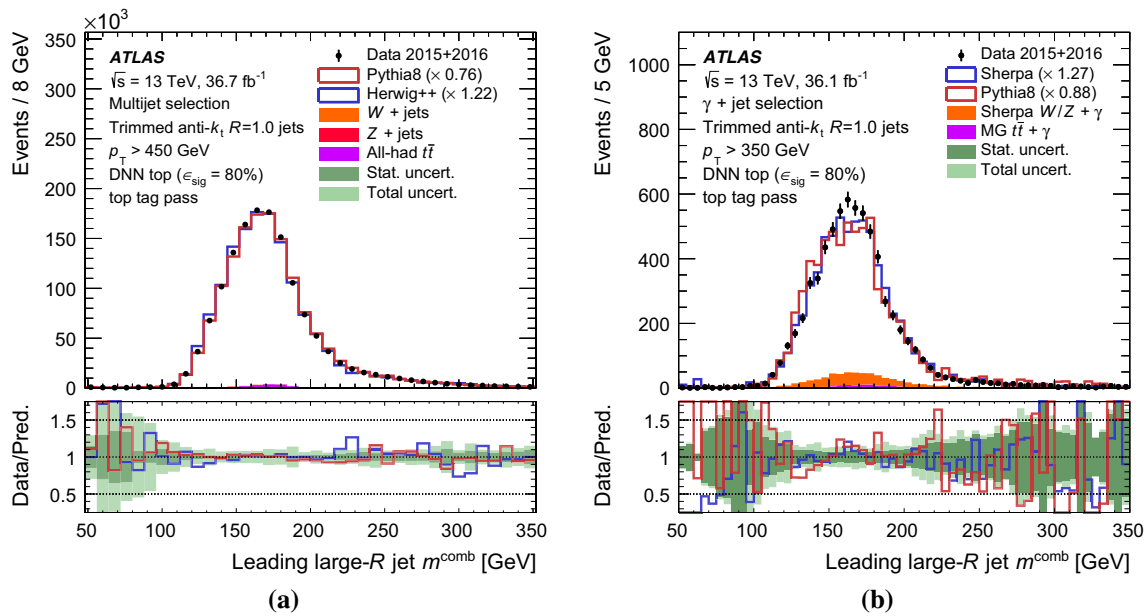 ×10³
Events / 8 GeV
350
300
250
200
150
100
50
0
ATLAS
√s = 13 TeV, 36.7 fb⁻¹
Multijet selection
Trimmed anti-kₜ R=1.0 jets
p_T > 450 GeV
DNN top (ϵ_sig = 80%)
top tag pass
Data 2015+2016
Pythia8 (× 0.76)
Herwig++ (× 1.22)
W + jets
Z + jets
All-had tt̄
Stat. uncert.
Total uncert.
Data/Pred.
1.5
1
0.5
50 100 150 200 250 300 350
Leading large-R jet m^comb [GeV]
(a)
Events / 5 GeV
1000
800
600
400
200
0
ATLAS
√s = 13 TeV, 36.1 fb⁻¹
γ + jet selection
Trimmed anti-kₜ R=1.0 jets
p_T > 350 GeV
DNN top (ϵ_sig = 80%)
top tag pass
Data 2015+2016
Sherpa (× 1.27)
Pythia8 (× 0.88)
Sherpa W/Z + γ
MG tt̄ + γ
Stat. uncert.
Total uncert.
Data/Pred.
1.5
1
0.5
50 100 150 200 250 300 350
Leading large-R jet m^comb [GeV]
(b)